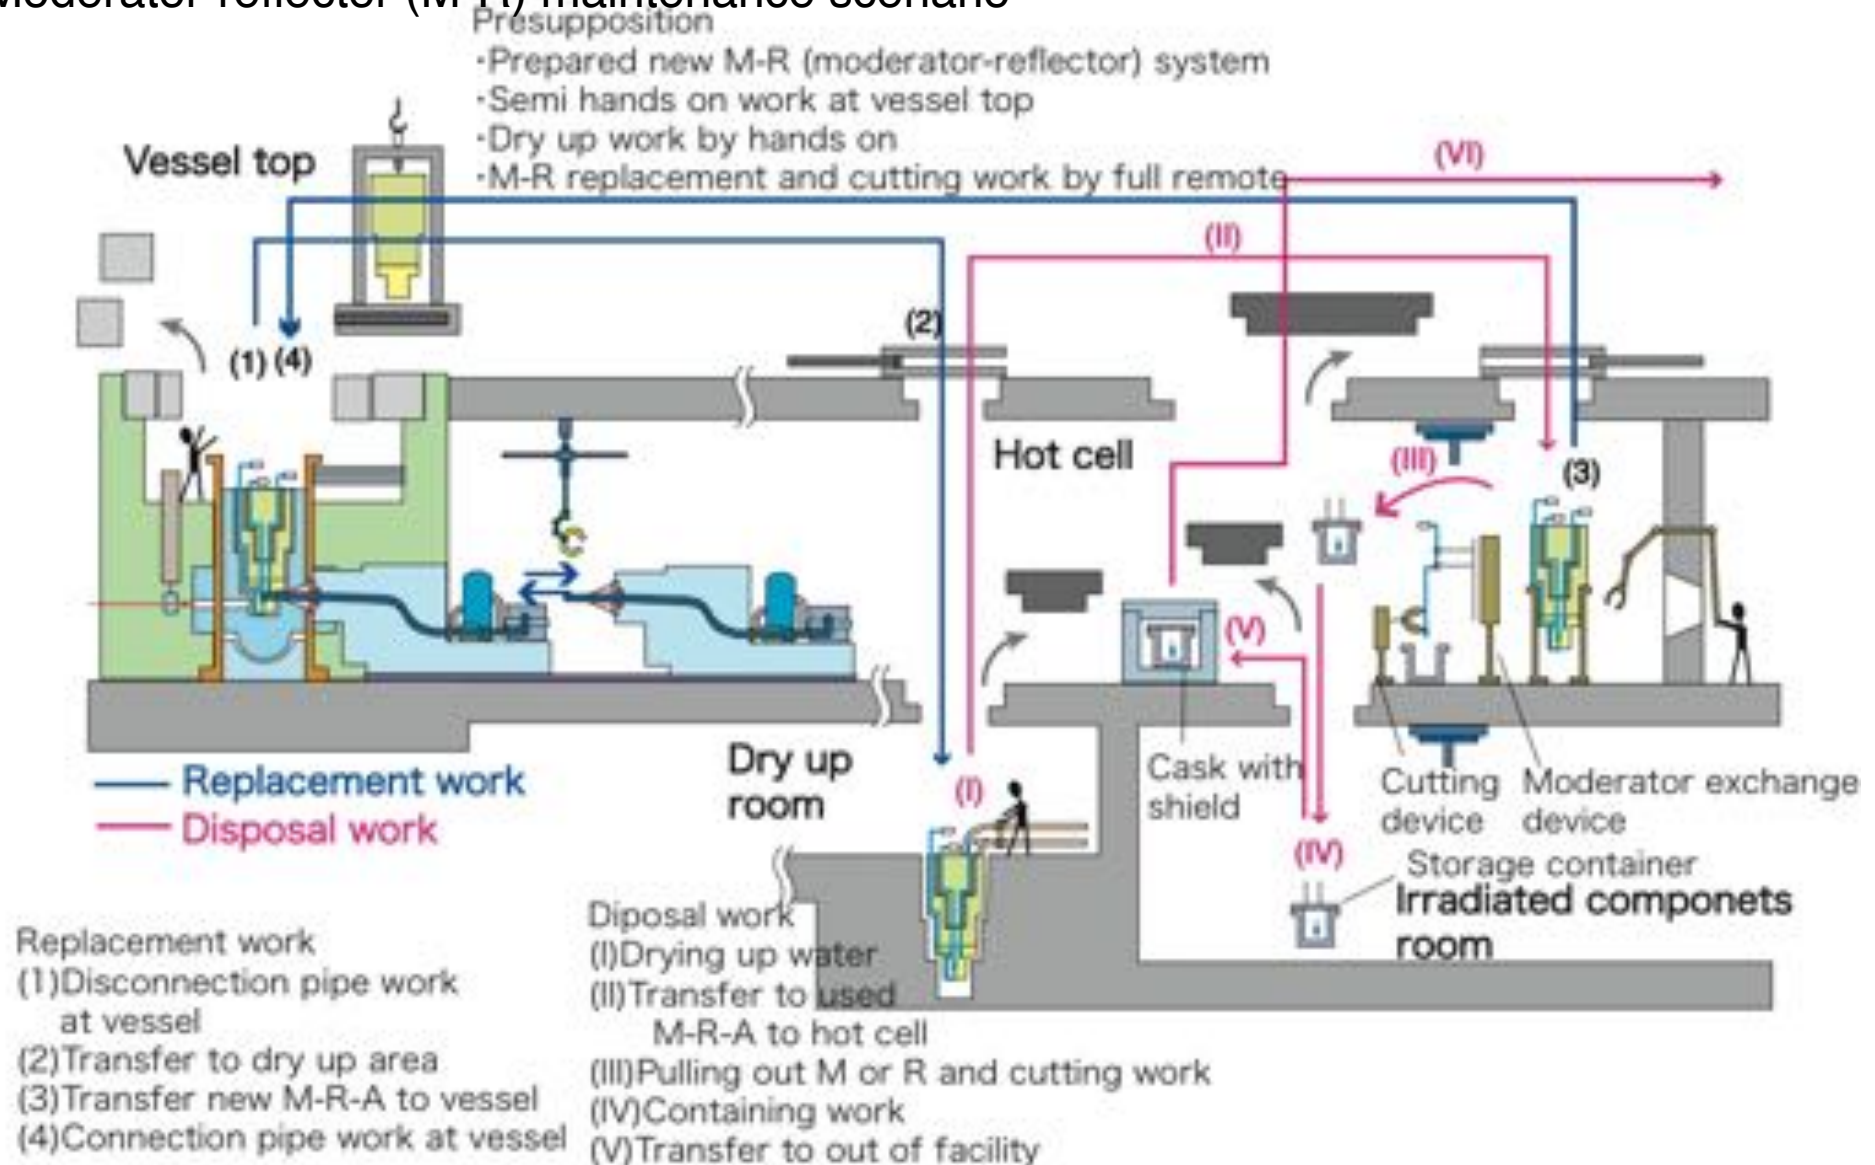 Moderator-reflector (M-R) maintenance scenario
Presupposition
·Prepared new M-R (moderator-reflector) system
·Semi hands on work at vessel top
·Dry up work by hands on
·M-R replacement and cutting work by full remote
Vessel top
(VI)
(II)
(2)
(1) (4)
Hot cell
(III)
(3)
(V)
Dry up
room
(I)
Cask with
shield
Cutting
device
Moderator exchange
device
(IV)
Storage container
Irradiated componets
room
Replacement work
Disposal work
Replacement work
(1)Disconnection pipe work
at vessel
(2)Transfer to dry up area
(3)Transfer new M-R-A to vessel
(4)Connection pipe work at vessel
Diposal work
(I)Drying up water
(II)Transfer to used
M-R-A to hot cell
(III)Pulling out M or R and cutting work
(IV)Containing work
(V)Transfer to out of facility